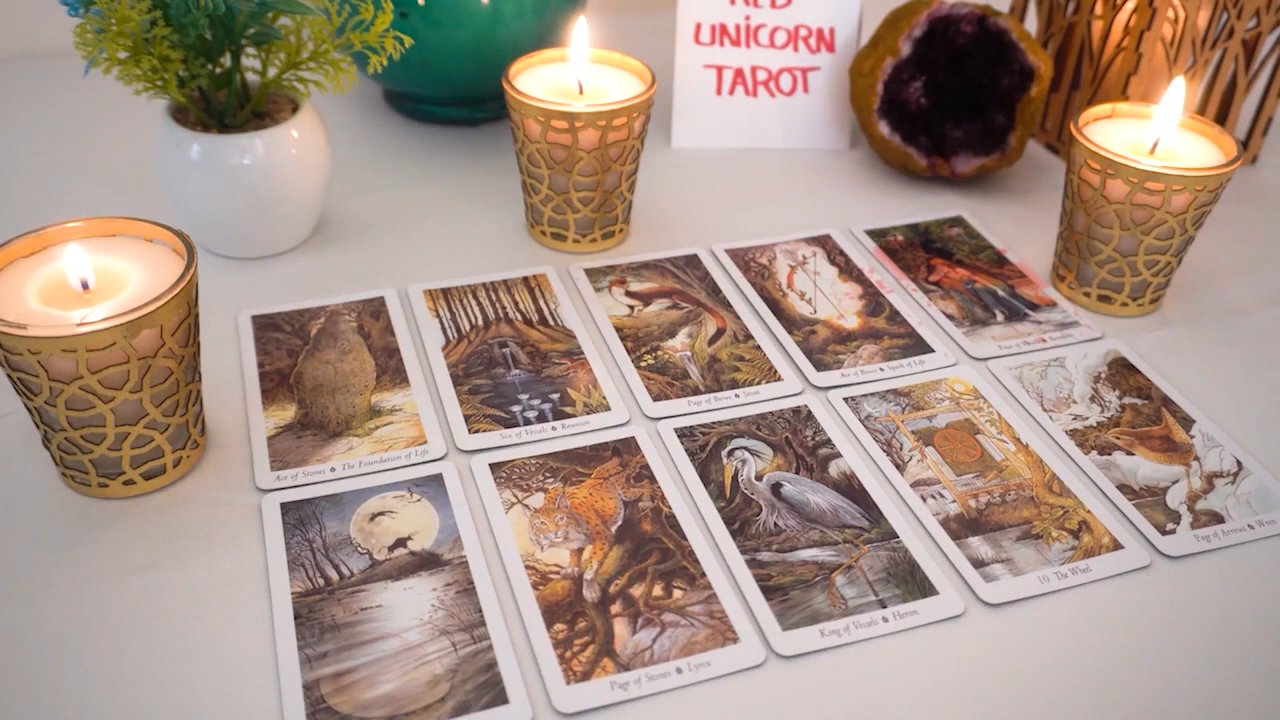 RED
UNiCORN
TAROT
Ace of Stones The Foundation of Life
Six of Vessels Reunion
Page of Bows Stoat
Ace of Bows Spark of Life
Page of Stones Lynx
King of Vessels Heron
10 The Wheel
Page of Arrows Wren